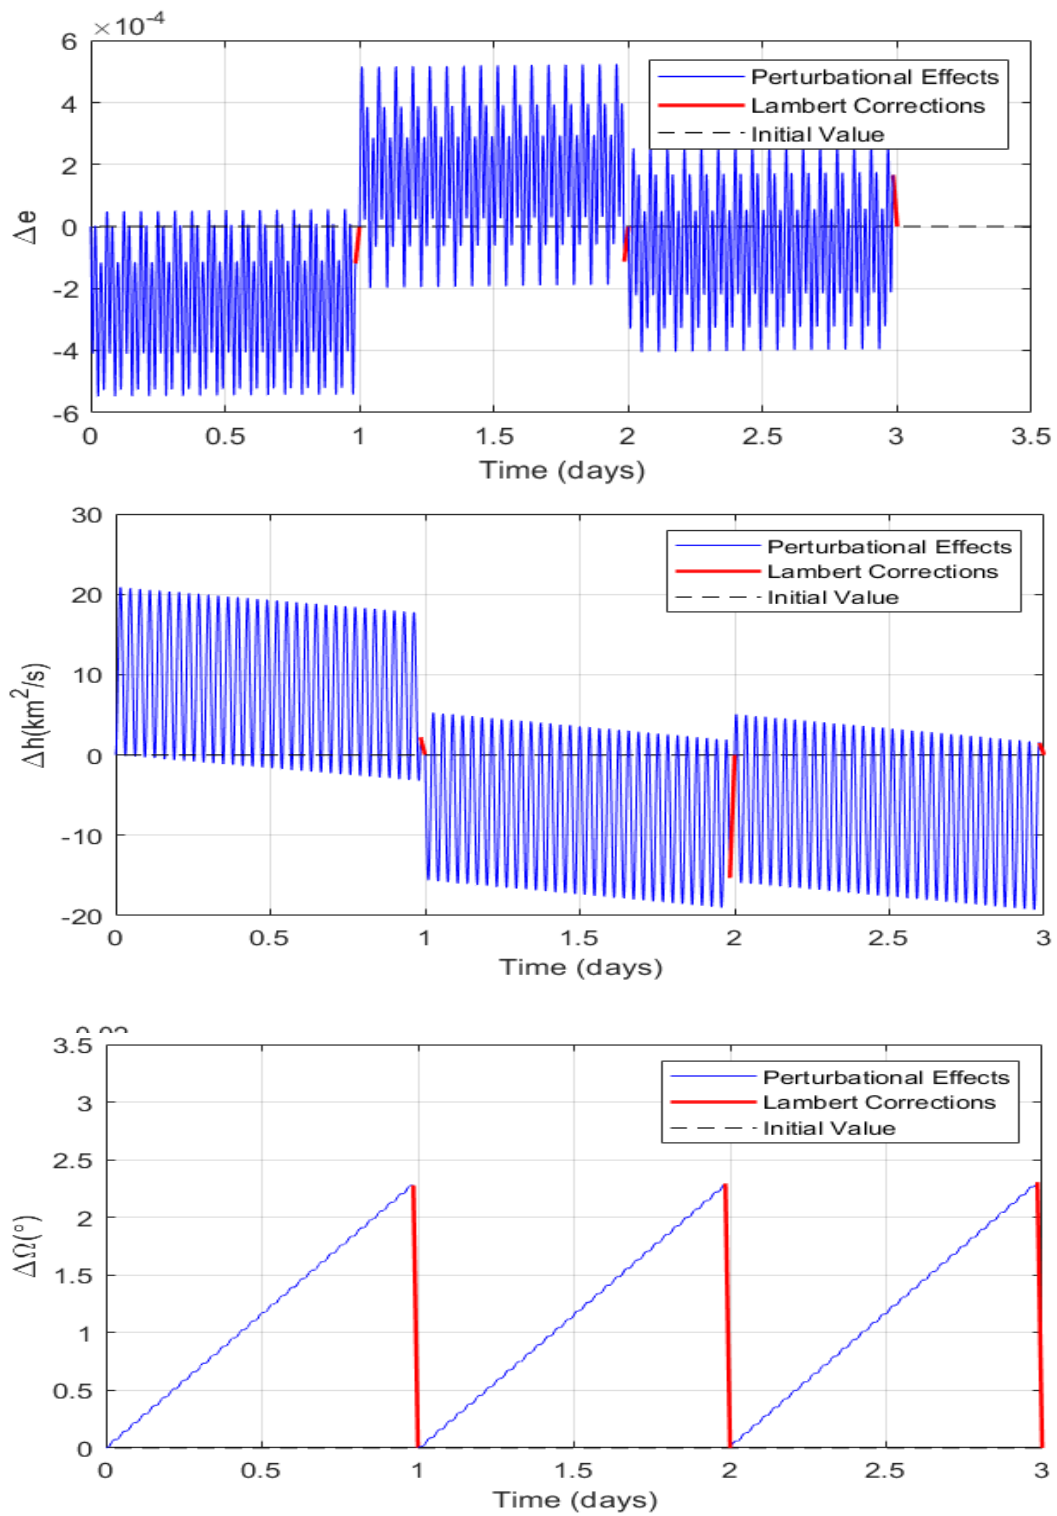 ×10⁻⁴
6
4
2
0
-2
-4
-6
Δe
Perturbational Effects
Lambert Corrections
Initial Value
0 0.5 1 1.5 2 2.5 3 3.5
Time (days)
30
20
10
0
-10
-20
Δh(km²/s)
Perturbational Effects
Lambert Corrections
Initial Value
0 0.5 1 1.5 2 2.5 3
Time (days)
3.5
3
2.5
2
1.5
1
0.5
0
ΔΩ(°)
Perturbational Effects
Lambert Corrections
Initial Value
0 0.5 1 1.5 2 2.5 3
Time (days)